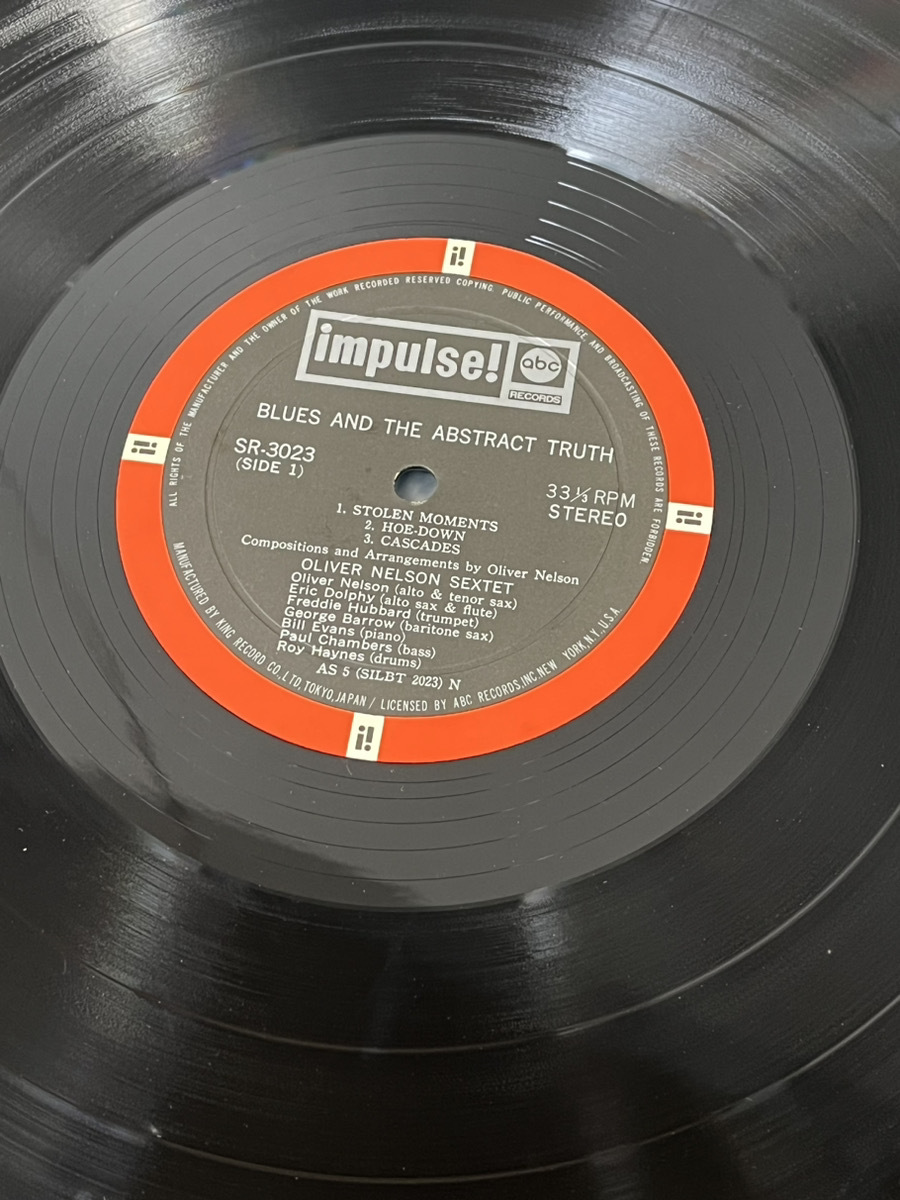 i!
ALL RIGHTS OF THE MANUFACTURER AND THE OWNER OF THE WORK RECORDED RESERVED COPYING. PUBLIC PERFORMANCE, AND BROADCASTING OF THESE RECORDS ARE FORBIDDEN.
impulse!
abc
RECORDS
BLUES AND THE ABSTRACT TRUTH
SR-3023
(SIDE 1)
33 1/3 RPM
STEREO
i!
i!
1. STOLEN MOMENTS
2. HOE-DOWN
3. CASCADES
Compositions and Arrangements by Oliver Nelson
OLIVER NELSON SEXTET
Oliver Nelson (alto & tenor sax)
Eric Dolphy (alto sax & flute)
Freddie Hubbard (trumpet)
George Barrow (baritone sax)
Bill Evans (piano)
Paul Chambers (bass)
Roy Haynes (drums)
AS 5 (SILBT 2023) N
MANUFACTURED BY KING RECORD CO., LTD, TOKYO, JAPAN / LICENSED BY ABC RECORDS, INC. NEW YORK, N.Y., U.S.A.
i!